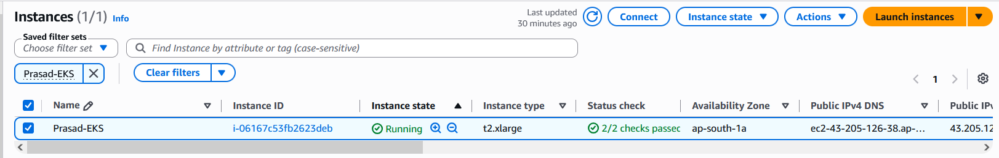 Instances (1/1) Info
Last updated
30 minutes ago
Connect
Instance state
Actions
Launch instances
Saved filter sets
Choose filter set
Find Instance by attribute or tag (case-sensitive)
Prasad-EKS
Clear filters
1
Name Instance ID Instance state Instance type Status check Availability Zone Public IPv4 DNS Public IPv
Prasad-EKS i-06167c53fb2623deb Running t2.xlarge 2/2 checks passec ap-south-1a ec2-43-205-126-38.ap-... 43.205.12